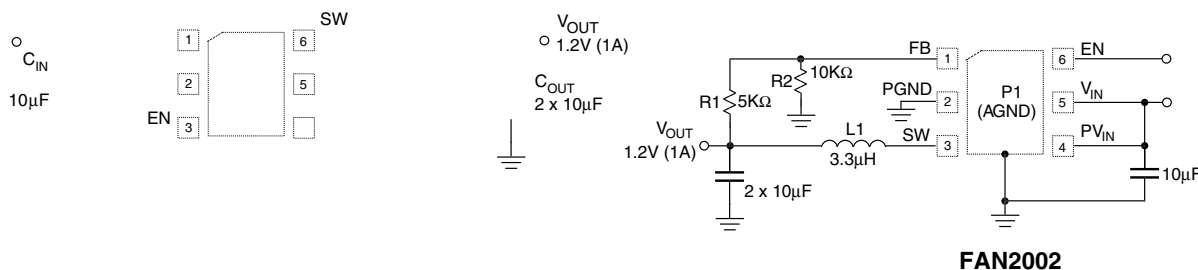 SW
1
6
C_IN
2
5
10µF
EN
3
V_OUT
1.2V (1A)
C_OUT
2 x 10µF
FB
1
6
EN
R2
10KΩ
P1
(AGND)
R1
5KΩ
PGND
2
5
V_IN
V_OUT
1.2V (1A)
L1
3.3µH
SW
3
4
PV_IN
2 x 10µF
10µF
FAN2002